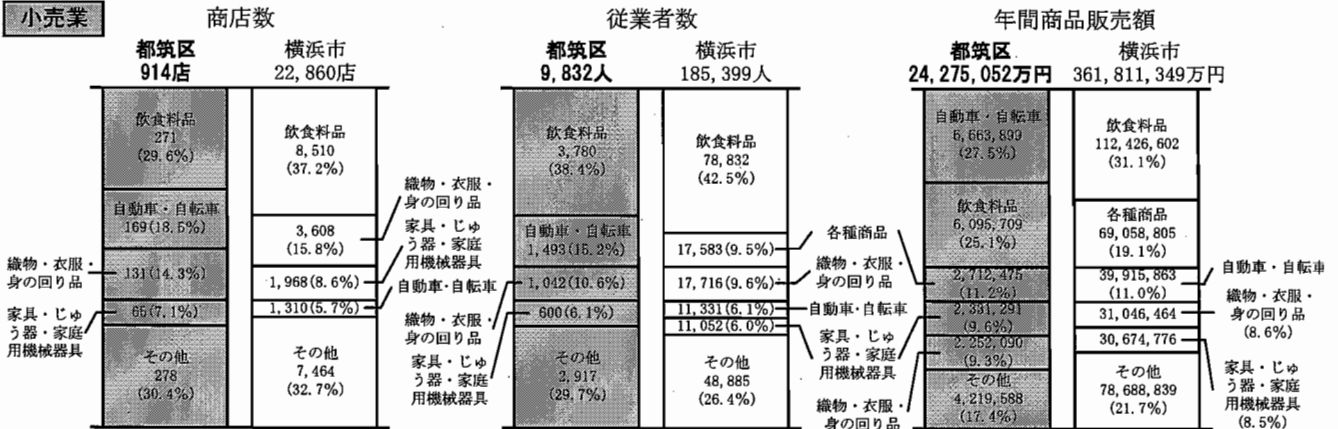 小売業
商店数
都筑区
914店
横浜市
22,860店
飲食料品
271
(29.6%)
自動車・自転車
169(18.5%)
131(14.3%)
65(7.1%)
その他
278
(30.4%)
織物・衣服・
身の回り品
家具・じゅ
う器・家庭
用機械器具
飲食料品
8,510
(37.2%)
3,608
(15.8%)
1,968(8.6%)
1,310(5.7%)
その他
7,464
(32.7%)
織物・衣服・
身の回り品
家具・じゅ
う器・家庭
用機械器具
自動車・自転車
従業者数
都筑区
9,832人
横浜市
185,399人
飲食料品
3,780
(38.4%)
自動車・自転車
1,493(15.2%)
1,042(10.6%)
600(6.1%)
その他
2,917
(29.7%)
織物・衣服・
身の回り品
家具・じゅ
う器・家庭
用機械器具
飲食料品
78,832
(42.5%)
17,583(9.5%)
17,716(9.6%)
11,331(6.1%)
11,052(6.0%)
その他
48,885
(26.4%)
各種商品
織物・衣服・
身の回り品
自動車・自転車
家具・じゅ
う器・家庭
用機械器具
織物・衣服・
身の回り品
年間商品販売額
都筑区
24,275,052万円
横浜市
361,811,349万円
自動車・自転車
6,663,899
(27.5%)
飲食料品
6,095,709
(25.1%)
2,712,475
(11.2%)
2,331,291
(9.6%)
2,252,090
(9.3%)
その他
4,219,588
(17.4%)
飲食料品
112,426,602
(31.1%)
各種商品
69,058,805
(19.1%)
39,915,863
(11.0%)
31,046,464
30,674,776
その他
78,688,839
(21.7%)
自動車・自転車
織物・衣服・
身の回り品
(8.6%)
家具・じゅ
う器・家庭
用機械器具
(8.5%)